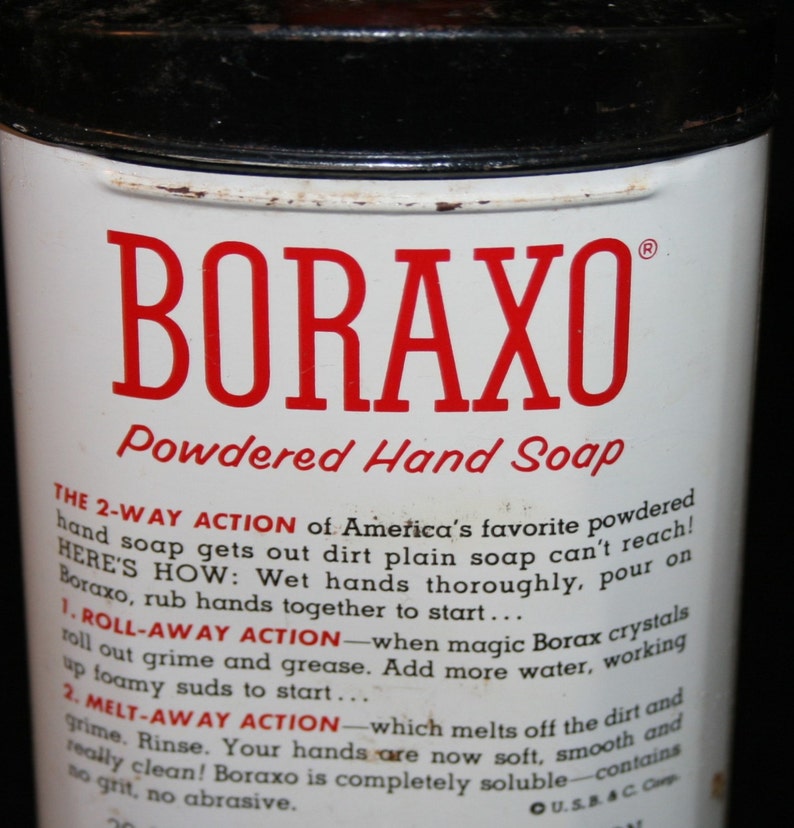 BORAXO®
Powdered Hand Soap
THE 2-WAY ACTION of America's favorite powdered
hand soap gets out dirt plain soap can't reach!
HERE'S HOW: Wet hands thoroughly, pour on
Boraxo, rub hands together to start...
1. ROLL-AWAY ACTION—when magic Borax crystals
roll out grime and grease. Add more water, working
up foamy suds to start...
2. MELT-AWAY ACTION—which melts off the dirt and
grime. Rinse. Your hands are now soft, smooth and
really clean! Boraxo is completely soluble—contains
no grit, no abrasive.
© U.S.B. & C. Corp.